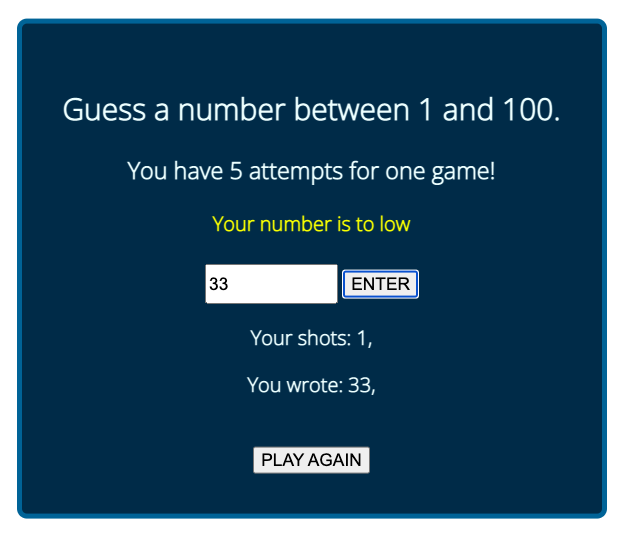 Guess a number between 1 and 100.
You have 5 attempts for one game!
Your number is to low
33 ENTER
Your shots: 1,
You wrote: 33,
PLAY AGAIN